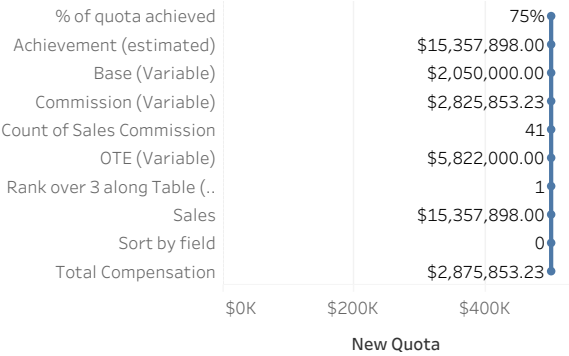 % of quota achieved 75%
Achievement (estimated) $15,357,898.00
Base (Variable) $2,050,000.00
Commission (Variable) $2,825,853.23
Count of Sales Commission 41
OTE (Variable) $5,822,000.00
Rank over 3 along Table (.. 1
Sales $15,357,898.00
Sort by field 0
Total Compensation $2,875,853.23
$0K $200K $400K
New Quota